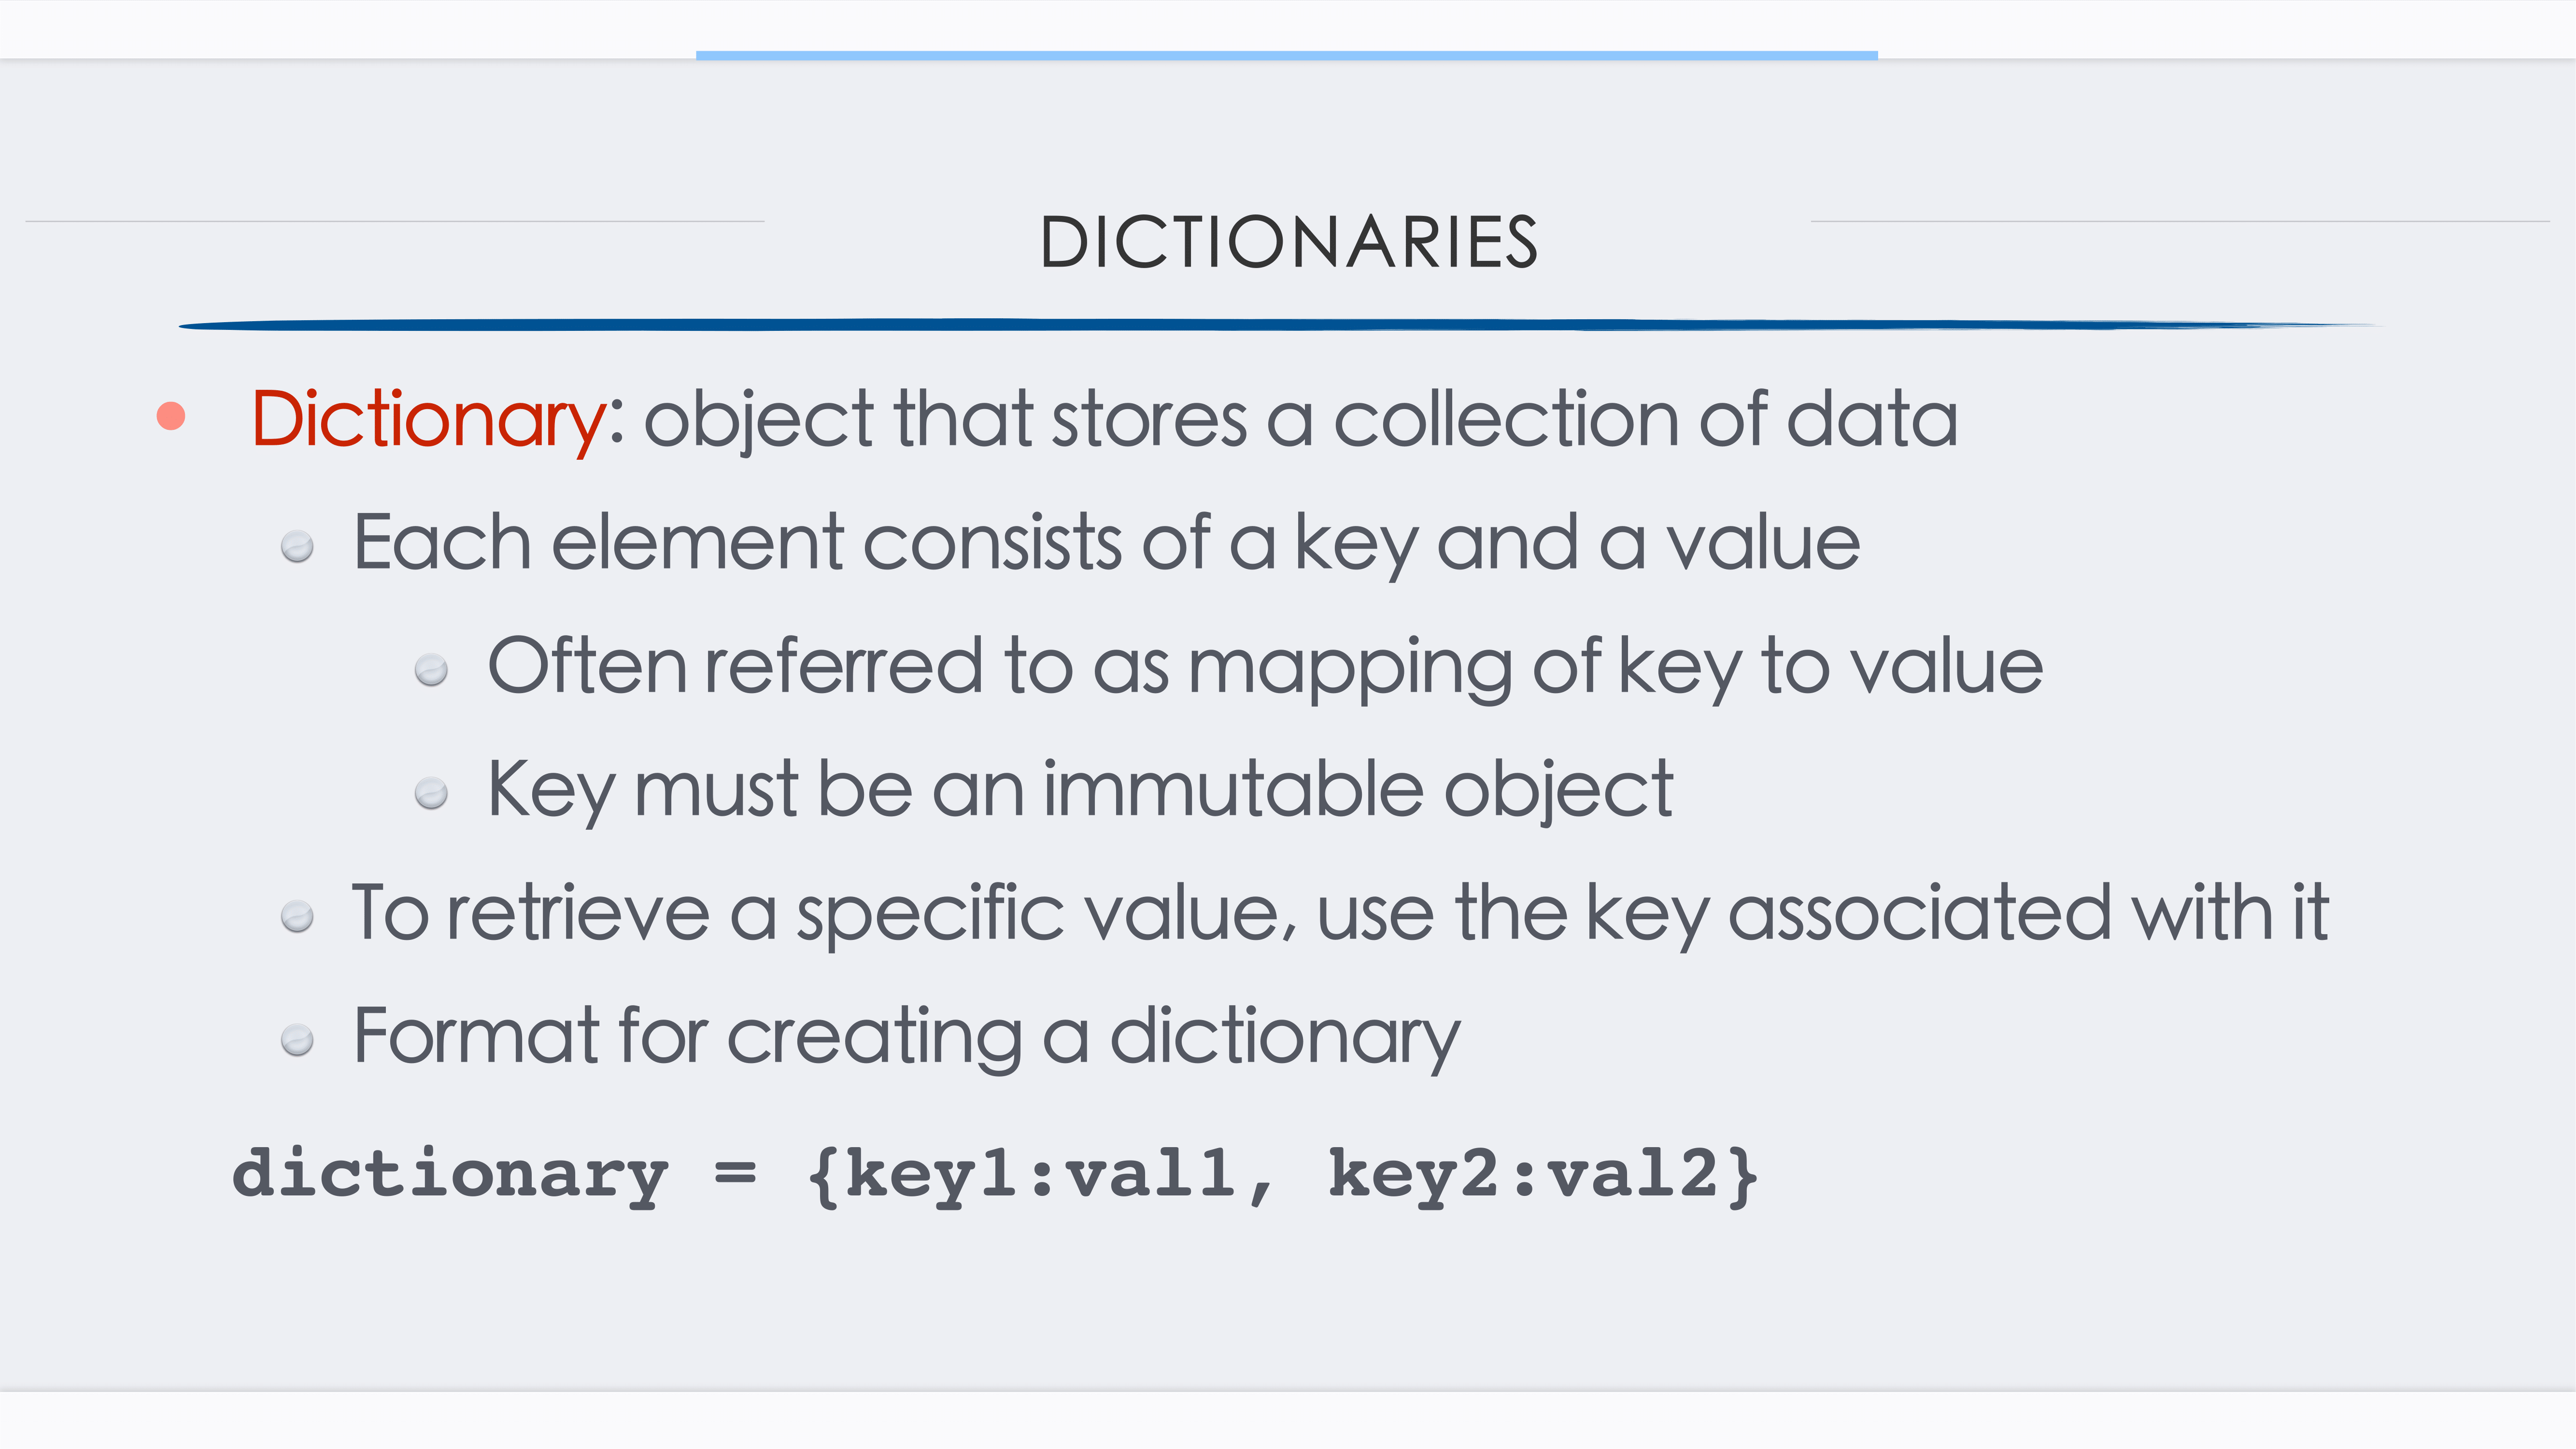 DICTIONARIES
Dictionary: object that stores a collection of data
Each element consists of a key and a value
Often referred to as mapping of key to value
Key must be an immutable object
To retrieve a specific value, use the key associated with it
Format for creating a dictionary
dictionary = {key1:val1, key2:val2}